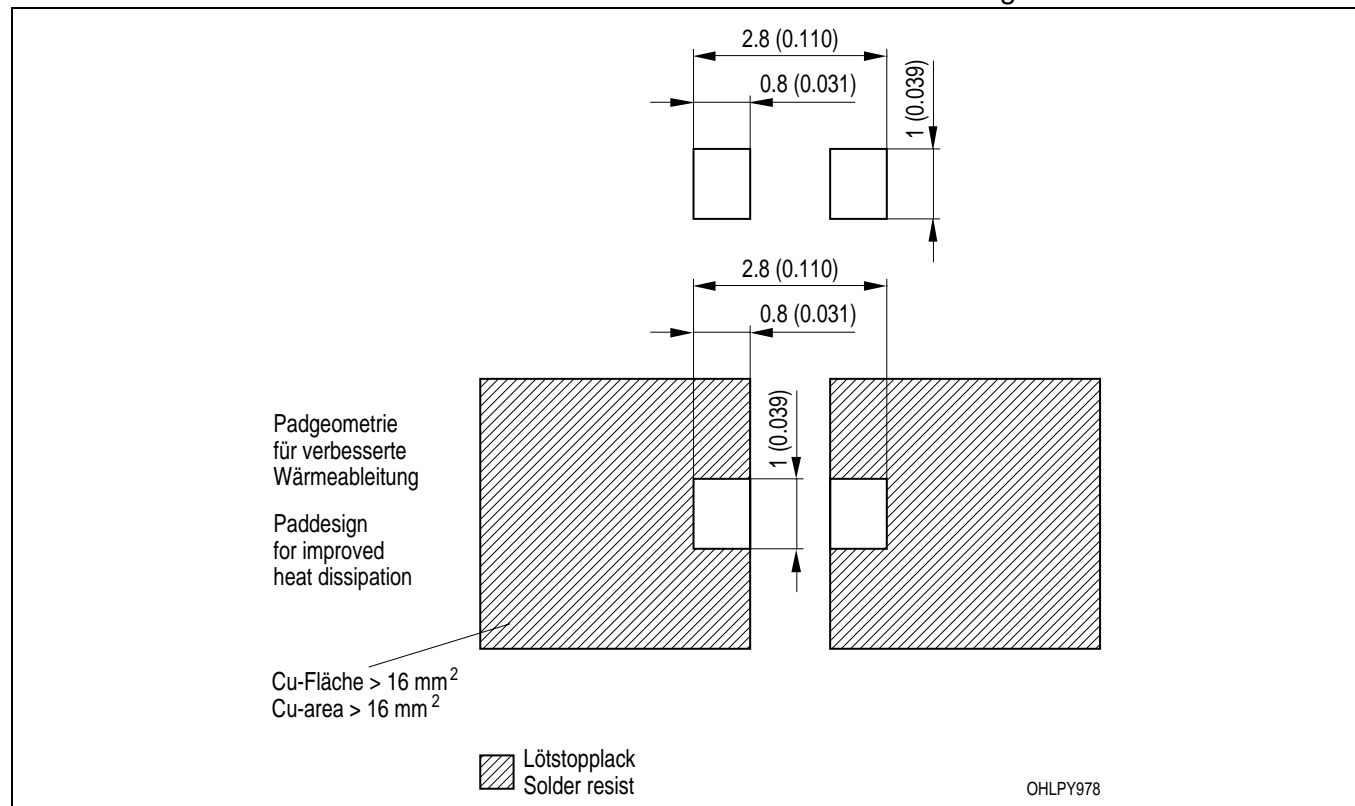 2.8 (0.110)
0.8 (0.031)
1 (0.039)
2.8 (0.110)
0.8 (0.031)
1 (0.039)
Padgeometrie
für verbesserte
Wärmeableitung
Paddesign
for improved
heat dissipation
Cu-Fläche > 16 mm²
Cu-area > 16 mm²
Lötstopplack
Solder resist
OHLPY978